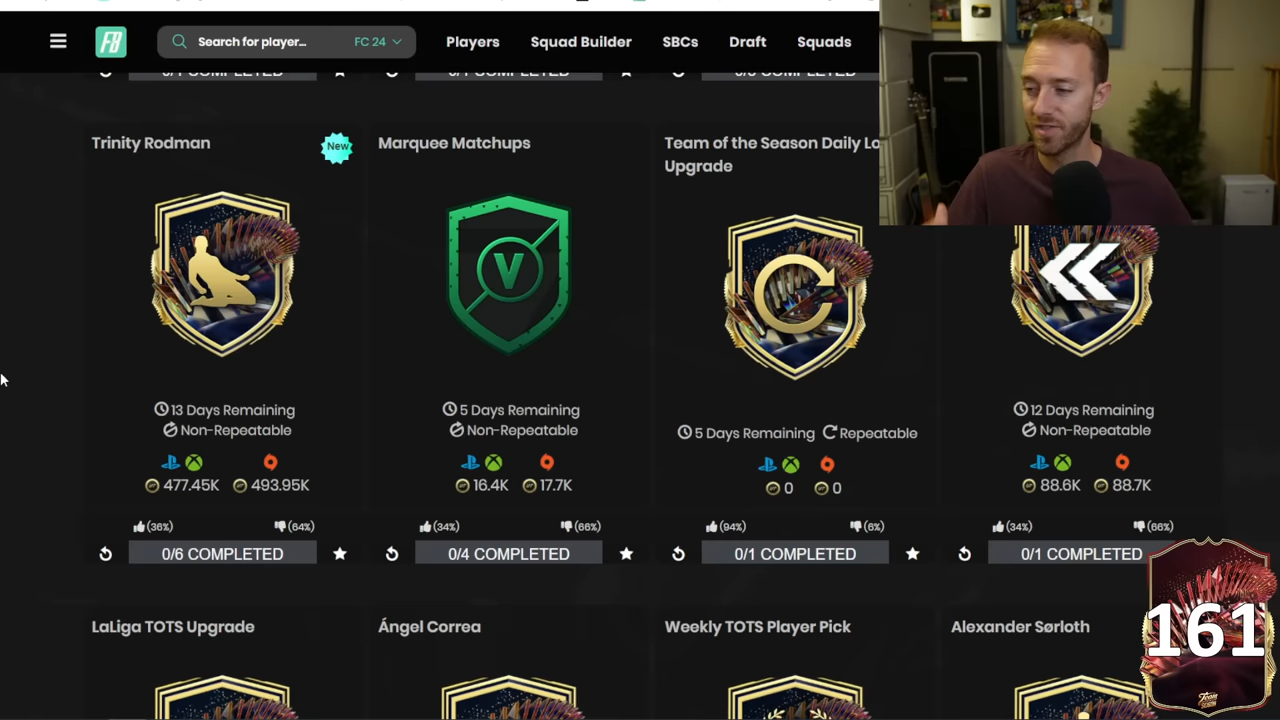 FB
Search for player...
FC 24
Players
Squad Builder
SBCs
Draft
Squads
Trinity Rodman
New
Marquee Matchups
Team of the Season Daily Lo
Upgrade
V
13 Days Remaining
Non-Repeatable
5 Days Remaining
Non-Repeatable
5 Days Remaining
Repeatable
12 Days Remaining
Non-Repeatable
477.45K
493.95K
16.4K
17.7K
0
0
88.6K
88.7K
(36%)
(64%)
(34%)
(66%)
(94%)
(6%)
(34%)
(66%)
0/6 COMPLETED
0/4 COMPLETED
0/1 COMPLETED
0/1 COMPLETED
LaLiga TOTS Upgrade
Ángel Correa
Weekly TOTS Player Pick
Alexander Sørloth
161